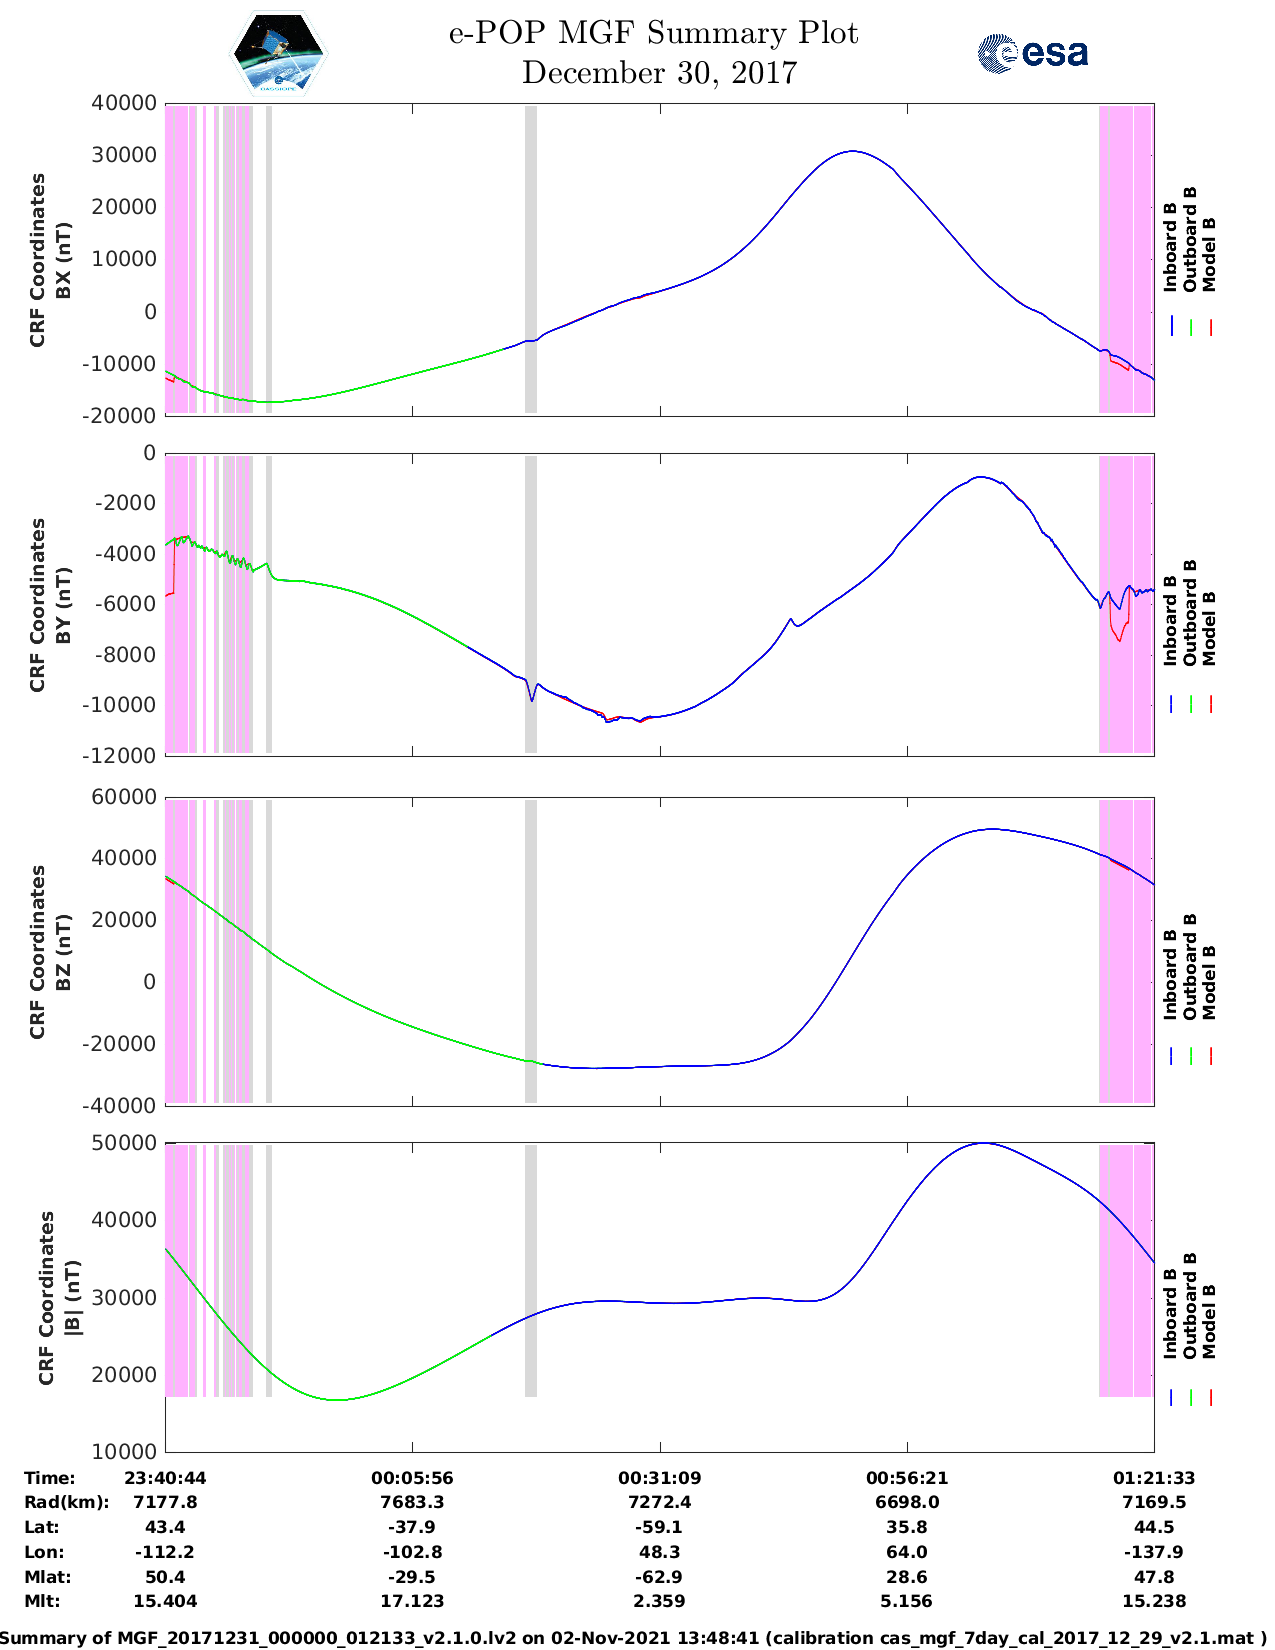 e-POP MGF Summary Plot
December 30, 2017
CASSIOPE
esa
CRF Coordinates
BX (nT)
40000
30000
20000
10000
0
-10000
-20000
Inboard B
Outboard B
Model B
CRF Coordinates
BY (nT)
0
-2000
-4000
-6000
-8000
-10000
-12000
Inboard B
Outboard B
Model B
CRF Coordinates
BZ (nT)
60000
40000
20000
0
-20000
-40000
Inboard B
Outboard B
Model B
CRF Coordinates
|B| (nT)
50000
40000
30000
20000
10000
Inboard B
Outboard B
Model B
Time: 23:40:44 00:05:56 00:31:09 00:56:21 01:21:33
Rad(km): 7177.8 7683.3 7272.4 6698.0 7169.5
Lat: 43.4 -37.9 -59.1 35.8 44.5
Lon: -112.2 -102.8 48.3 64.0 -137.9
Mlat: 50.4 -29.5 -62.9 28.6 47.8
Mlt: 15.404 17.123 2.359 5.156 15.238
Summary of MGF_20171231_000000_012133_v2.1.0.lv2 on 02-Nov-2021 13:48:41 (calibration cas_mgf_7day_cal_2017_12_29_v2.1.mat )